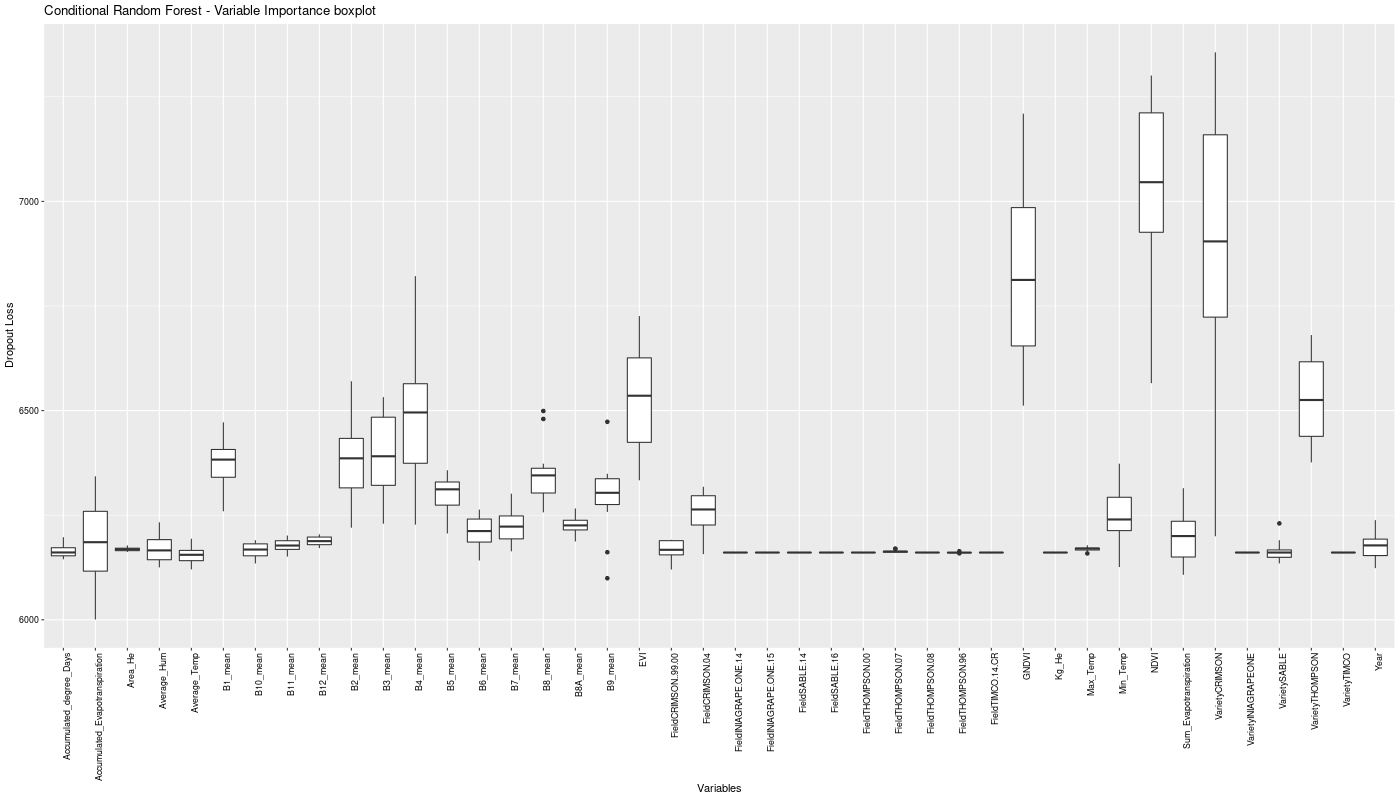 Conditional Random Forest - Variable Importance boxplot
Dropout Loss
7000
6500
6000
Accumulated_degree_Days
Accumulated_Evapotranspiration
Area_He
Average_Hum
Average_Temp
B1_mean
B10_mean
B11_mean
B12_mean
B2_mean
B3_mean
B4_mean
B5_mean
B6_mean
B7_mean
B8_mean
B8A_mean
B9_mean
EVI
FieldCRIMSON.99.00
FieldCRIMSON.04
FieldINIAGRAPE.ONE.14
FieldINIAGRAPE.ONE.15
FieldSABLE.14
FieldSABLE.16
FieldTHOMPSON.00
FieldTHOMPSON.07
FieldTHOMPSON.08
FieldTHOMPSON.96
FieldTIMCO.14.CR
GNDVI
Kg_He
Max_Temp
Min_Temp
NDVI
Sum_Evapotranspiration
VarietyCRIMSON
VarietyINIAGRAPEONE
VarietySABLE
VarietyTHOMPSON
VarietyTIMCO
Year
Variables